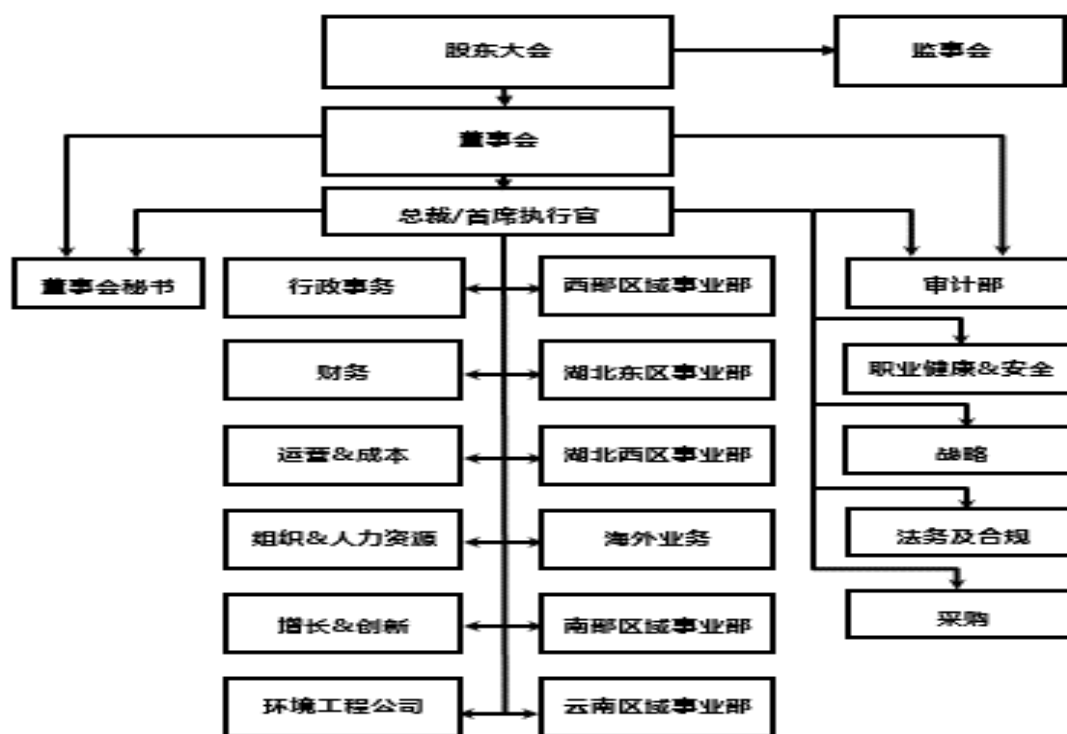 股东大会
监事会
董事会
总裁/首席执行官
董事会秘书
行政事务
西部区域事业部
审计部
财务
湖北东区事业部
职业健康&安全
运营&成本
湖北西区事业部
战略
组织&人力资源
海外业务
法务及合规
增长&创新
南部区域事业部
采购
环境工程公司
云南区域事业部